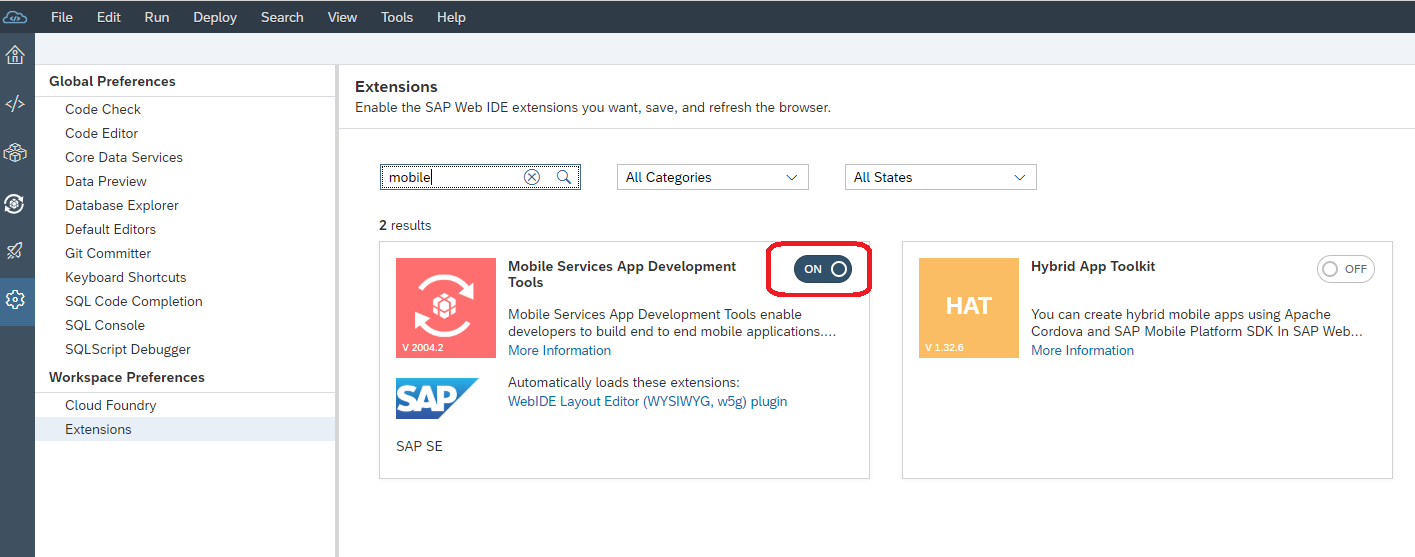 File Edit Run Deploy Search View Tools Help
Global Preferences
Code Check
Code Editor
Core Data Services
Data Preview
Database Explorer
Default Editors
Git Committer
Keyboard Shortcuts
SQL Code Completion
SQL Console
SQLScript Debugger
Workspace Preferences
Cloud Foundry
Extensions
Extensions
Enable the SAP Web IDE extensions you want, save, and refresh the browser.
mobile
All Categories
All States
2 results
Mobile Services App Development
Tools
ON
V 2004.2
Mobile Services App Development Tools enable
developers to build end to end mobile applications....
More Information
SAP
Automatically loads these extensions:
WebIDE Layout Editor (WYSIWYG, w5g) plugin
SAP SE
Hybrid App Toolkit
OFF
HAT
V 1.32.6
You can create hybrid mobile apps using Apache
Cordova and SAP Mobile Platform SDK In SAP Web...
More Information